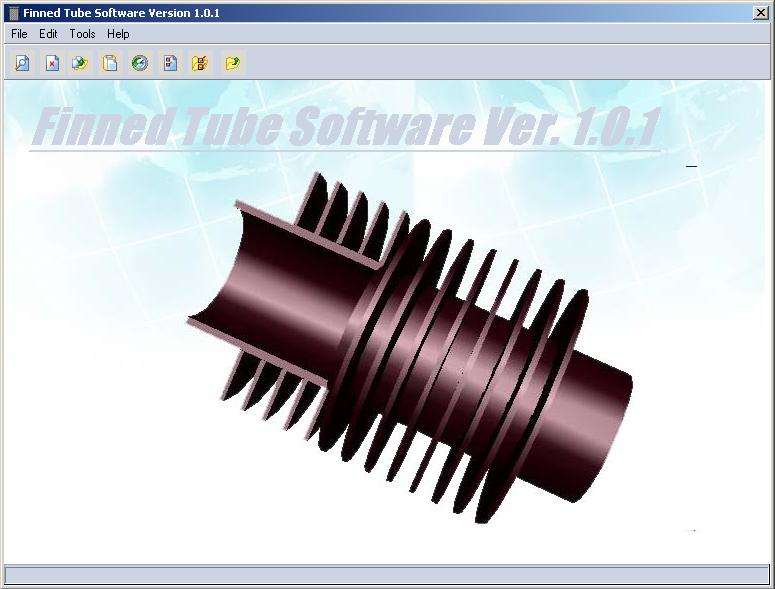 Finned Tube Software Version 1.0.1
File Edit Tools Help
Finned Tube Software Ver. 1.0.1